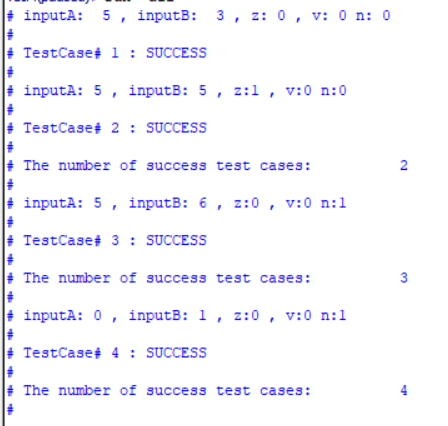 # inputA:  5 , inputB:  3 , z: 0 , v: 0 n: 0
#
# TestCase# 1 : SUCCESS
#
# inputA: 5 , inputB: 5 , z:1 , v:0 n:0
#
# TestCase# 2 : SUCCESS
#
# The number of success test cases:           2
#
# inputA: 5 , inputB: 6 , z:0 , v:0 n:1
#
# TestCase# 3 : SUCCESS
#
# The number of success test cases:           3
#
# inputA: 0 , inputB: 1 , z:0 , v:0 n:1
#
# TestCase# 4 : SUCCESS
#
# The number of success test cases:           4
#